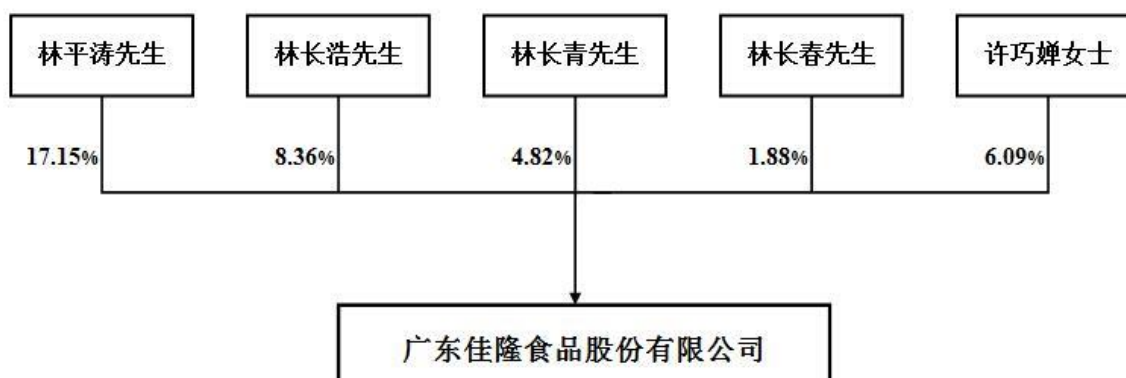 林平涛先生
林长浩先生
林长青先生
林长春先生
许巧婵女士
17.15%
8.36%
4.82%
1.88%
6.09%
广东佳隆食品股份有限公司